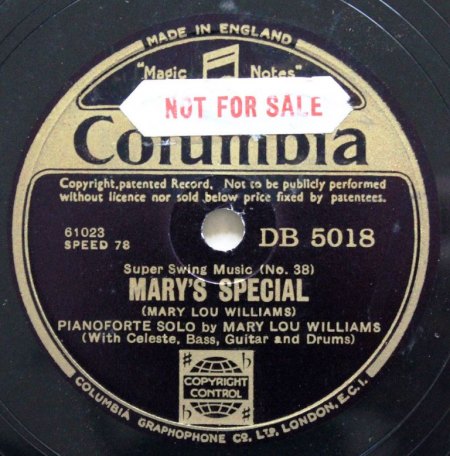 MADE IN ENGLAND
"Magic Notes"
NOT FOR SALE
Columbia
Copyright, patented Record. Not to be publicly performed
without licence nor sold below price fixed by patentees.
61023
SPEED 78
DB 5018
Super Swing Music (No. 38)
MARY'S SPECIAL
(MARY LOU WILLIAMS)
PIANOFORTE SOLO by MARY LOU WILLIAMS
(With Celeste, Bass, Guitar and Drums)
COPYRIGHT
CONTROL
COLUMBIA GRAPHOPHONE Co. LTD. LONDON, E.C.1.